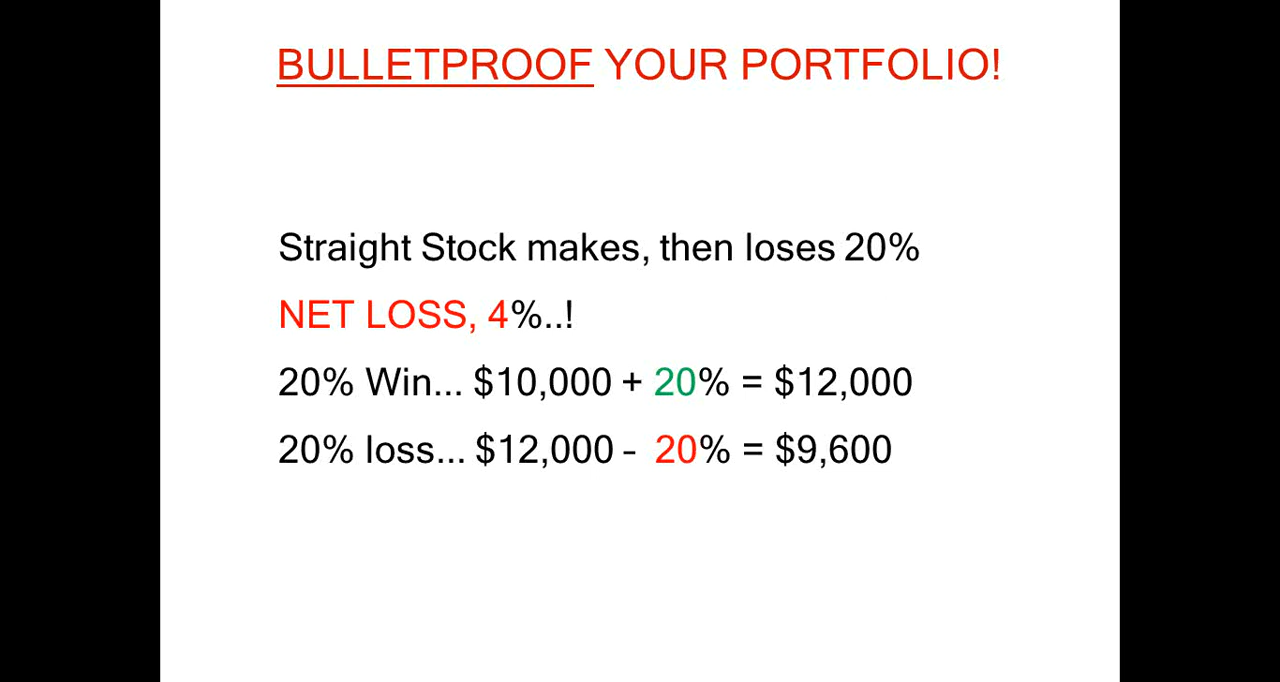 BULLETPROOF YOUR PORTFOLIO!
Straight Stock makes, then loses 20%
NET LOSS, 4%..!
20% Win... $10,000 + 20% = $12,000
20% loss... $12,000 - 20% = $9,600